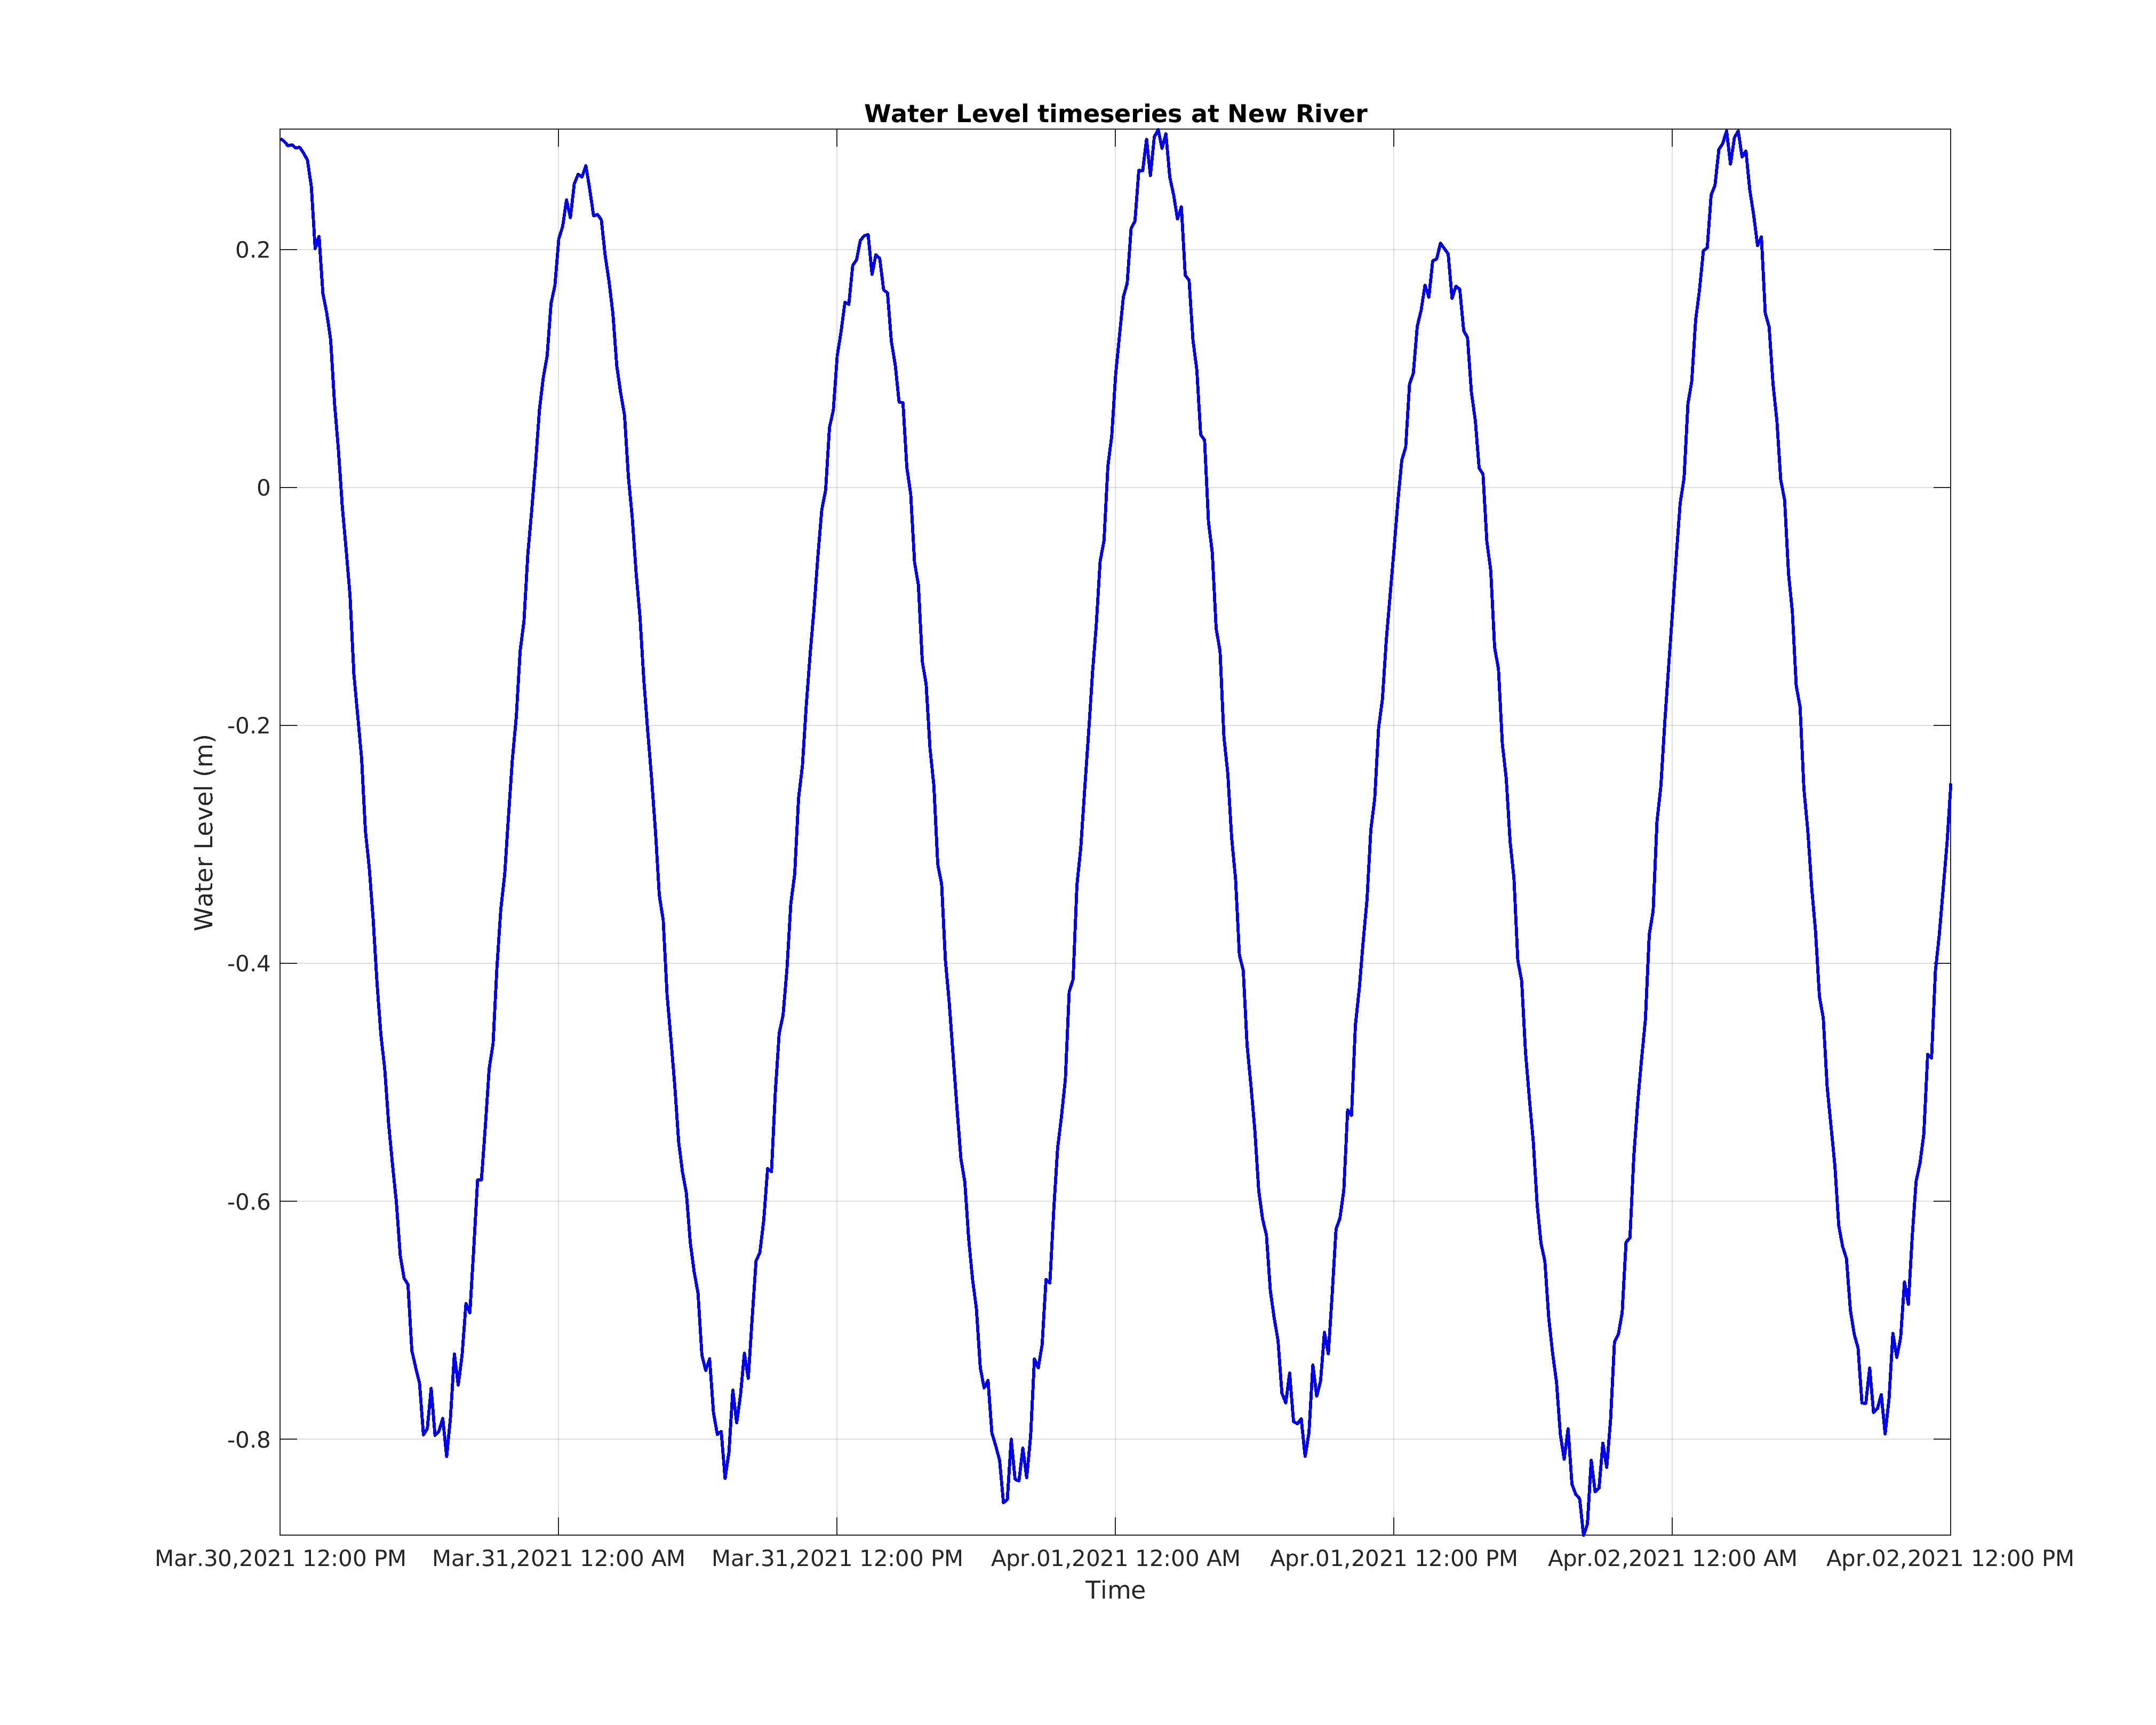 Water Level timeseries at New River
0.2
0
-0.2
-0.4
-0.6
-0.8
Water Level (m)
Mar.30,2021 12:00 PM Mar.31,2021 12:00 AM Mar.31,2021 12:00 PM Apr.01,2021 12:00 AM Apr.01,2021 12:00 PM Apr.02,2021 12:00 AM Apr.02,2021 12:00 PM
Time